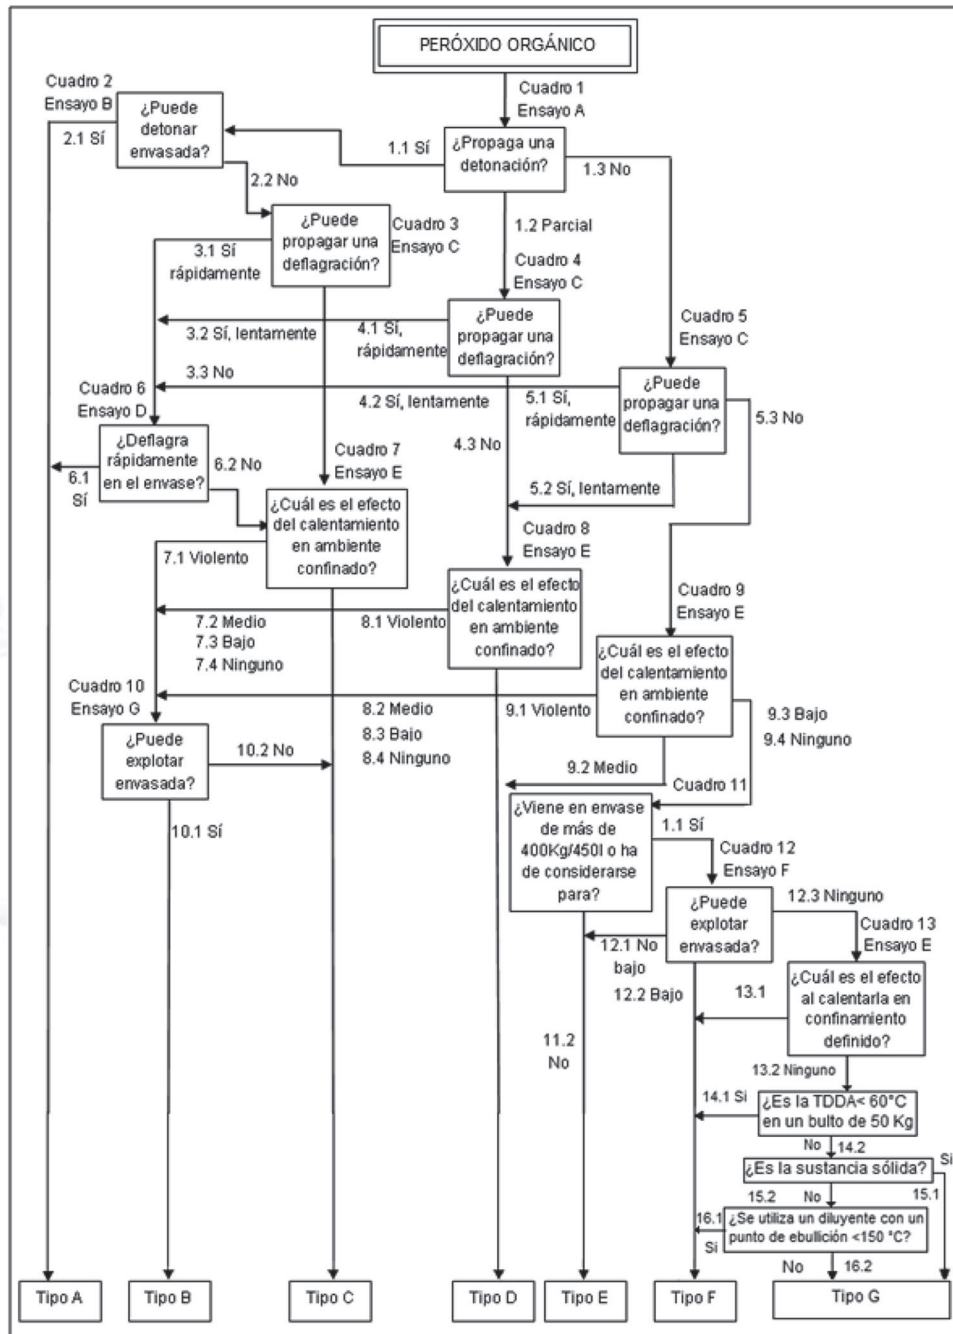 PERÓXIDO ORGÁNICO
Cuadro 1
Ensayo A
¿Propaga una
detonación?
1.1 Sí
1.2 Parcial
1.3 No
Cuadro 2
Ensayo B
¿Puede
detonar
envasada?
2.1 Sí
2.2 No
Cuadro 3
Ensayo C
¿Puede
propagar una
deflagración?
3.1 Sí
rápidamente
3.2 Sí, lentamente
3.3 No
Cuadro 4
Ensayo C
¿Puede
propagar una
deflagración?
4.1 Sí,
rápidamente
4.2 Sí, lentamente
4.3 No
Cuadro 5
Ensayo C
¿Puede
propagar una
deflagración?
5.1 Sí,
rápidamente
5.2 Sí, lentamente
5.3 No
Cuadro 6
Ensayo D
¿Deflagra
rápidamente
en el envase?
6.1
Sí
6.2 No
Cuadro 7
Ensayo E
¿Cuál es el efecto
del calentamiento
en ambiente
confinado?
7.1 Violento
7.2 Medio
7.3 Bajo
7.4 Ninguno
Cuadro 8
Ensayo E
¿Cuál es el efecto
del calentamiento
en ambiente
confinado?
8.1 Violento
8.2 Medio
8.3 Bajo
8.4 Ninguno
Cuadro 9
Ensayo E
¿Cuál es el efecto
del calentamiento
en ambiente
confinado?
9.1 Violento
9.2 Medio
9.3 Bajo
9.4 Ninguno
Cuadro 10
Ensayo G
¿Puede
explotar
envasada?
10.1 Sí
10.2 No
Cuadro 11
¿Viene en envase
de más de
400Kg/450l o ha
de considerarse
para?
1.1 Sí
11.2
No
Cuadro 12
Ensayo F
¿Puede
explotar
envasada?
12.1 No
bajo
12.2 Bajo
12.3 Ninguno
Cuadro 13
Ensayo E
¿Cuál es el efecto
al calentarla en
confinamiento
definido?
13.1
13.2 Ninguno
¿Es la TDDA< 60°C
en un bulto de 50 Kg
14.1 Si
No 14.2
¿Es la sustancia sólida?
Si
15.1
15.2 No
¿Se utiliza un diluyente con un
punto de ebullición <150 °C?
16.1
Si
No 16.2
Tipo A
Tipo B
Tipo C
Tipo D
Tipo E
Tipo F
Tipo G